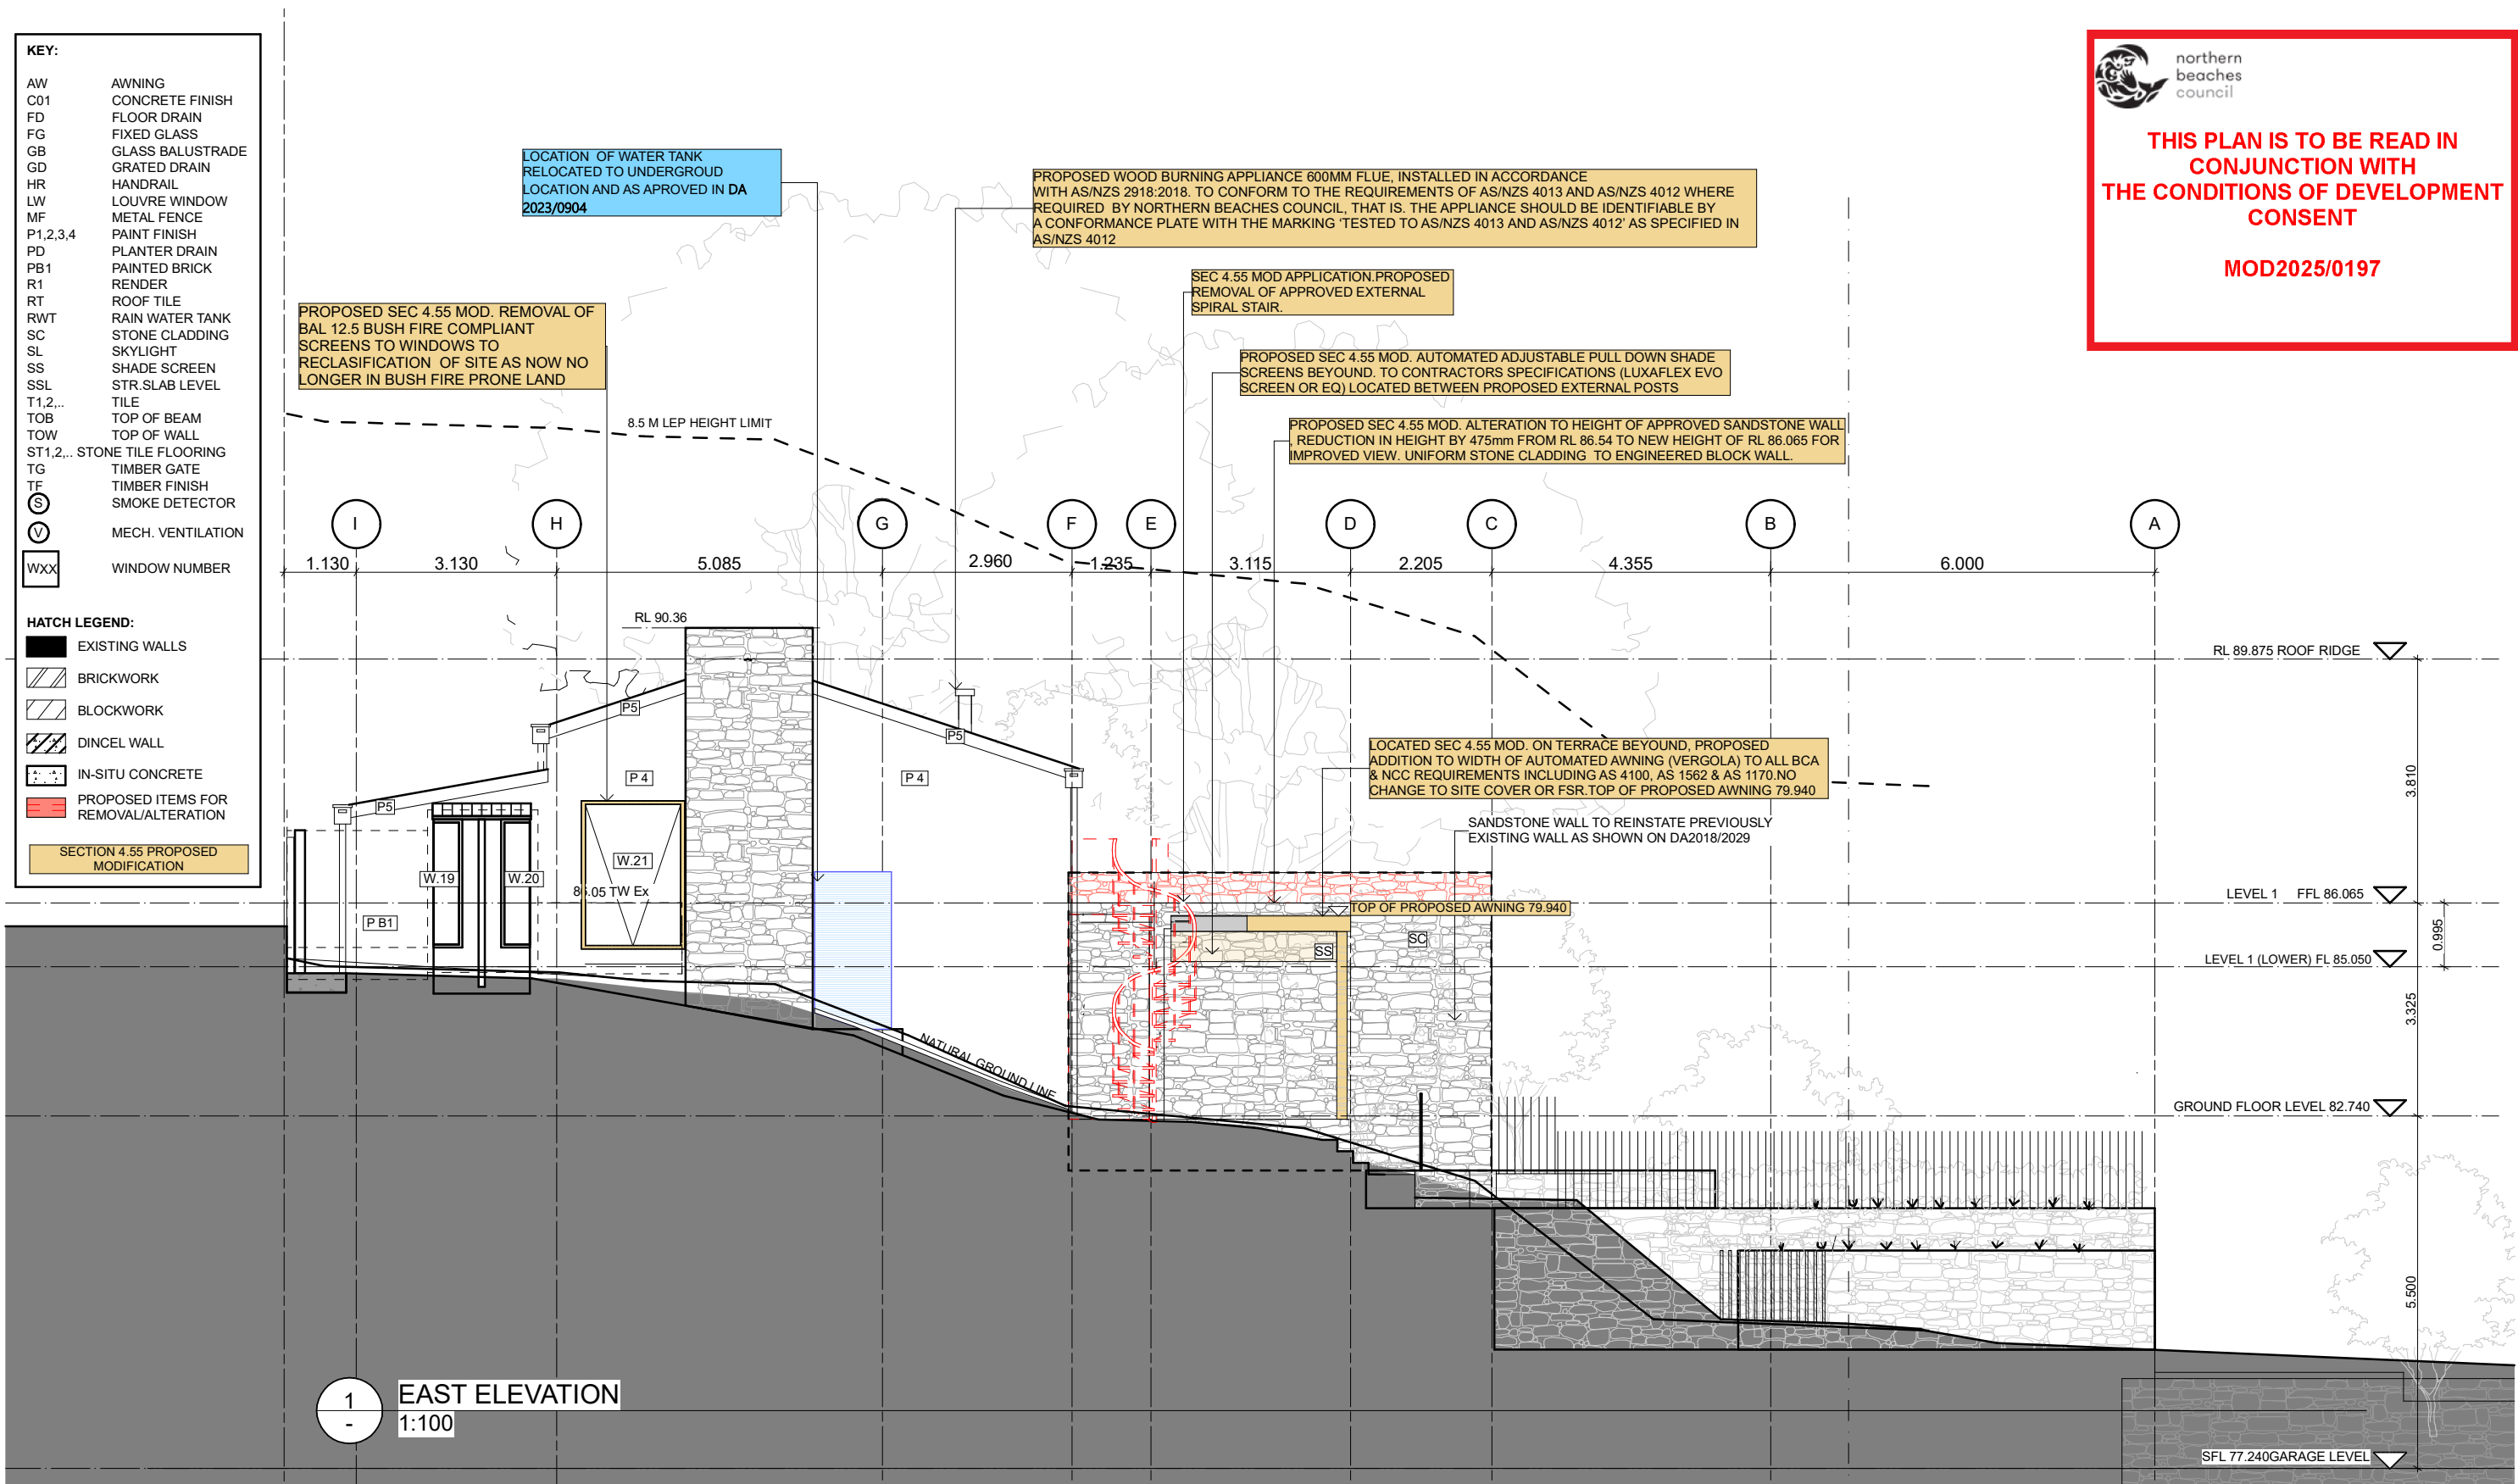 KEY:
AW AWNING
C01 CONCRETE FINISH
FD FLOOR DRAIN
FG FIXED GLASS
GB GLASS BALUSTRADE
GD GRATED DRAIN
HR HANDRAIL
LW LOUVRE WINDOW
MF METAL FENCE
P1,2,3,4 PAINT FINISH
PD PLANTER DRAIN
PB1 PAINTED BRICK
R1 RENDER
RT ROOF TILE
RWT RAIN WATER TANK
SC STONE CLADDING
SL SKYLIGHT
SS SHADE SCREEN
SSL STR.SLAB LEVEL
T1,2,.. TILE
TOB TOP OF BEAM
TOW TOP OF WALL
ST1,2,.. STONE TILE FLOORING
TG TIMBER GATE
TF TIMBER FINISH
S SMOKE DETECTOR
V MECH. VENTILATION
WXX WINDOW NUMBER
HATCH LEGEND:
EXISTING WALLS
BRICKWORK
BLOCKWORK
DINCEL WALL
IN-SITU CONCRETE
PROPOSED ITEMS FOR
REMOVAL/ALTERATION
SECTION 4.55 PROPOSED
MODIFICATION
LOCATION OF WATER TANK
RELOCATED TO UNDERGROUD
LOCATION AND AS APROVED IN DA
2023/0904
PROPOSED WOOD BURNING APPLIANCE 600MM FLUE, INSTALLED IN ACCORDANCE
WITH AS/NZS 2918:2018. TO CONFORM TO THE REQUIREMENTS OF AS/NZS 4013 AND AS/NZS 4012 WHERE
REQUIRED BY NORTHERN BEACHES COUNCIL, THAT IS. THE APPLIANCE SHOULD BE IDENTIFIABLE BY
A CONFORMANCE PLATE WITH THE MARKING 'TESTED TO AS/NZS 4013 AND AS/NZS 4012' AS SPECIFIED IN
AS/NZS 4012
northern
beaches
council
THIS PLAN IS TO BE READ IN
CONJUNCTION WITH
THE CONDITIONS OF DEVELOPMENT
CONSENT
MOD2025/0197
SEC 4.55 MOD APPLICATION.PROPOSED
REMOVAL OF APPROVED EXTERNAL
SPIRAL STAIR.
PROPOSED SEC 4.55 MOD. REMOVAL OF
BAL 12.5 BUSH FIRE COMPLIANT
SCREENS TO WINDOWS TO
RECLASIFICATION OF SITE AS NOW NO
LONGER IN BUSH FIRE PRONE LAND
PROPOSED SEC 4.55 MOD. AUTOMATED ADJUSTABLE PULL DOWN SHADE
SCREENS BEYOUND. TO CONTRACTORS SPECIFICATIONS (LUXAFLEX EVO
SCREEN OR EQ) LOCATED BETWEEN PROPOSED EXTERNAL POSTS
8.5 M LEP HEIGHT LIMIT
PROPOSED SEC 4.55 MOD. ALTERATION TO HEIGHT OF APPROVED SANDSTONE WALL
, REDUCTION IN HEIGHT BY 475mm FROM RL 86.54 TO NEW HEIGHT OF RL 86.065 FOR
IMPROVED VIEW. UNIFORM STONE CLADDING TO ENGINEERED BLOCK WALL.
I H G F E D C B A
1.130 3.130 5.085 2.960 1.235 3.115 2.205 4.355 6.000
RL 90.36
RL 89.875 ROOF RIDGE
P5
P5
P5
P 4
P 4
LOCATED SEC 4.55 MOD. ON TERRACE BEYOUND, PROPOSED
ADDITION TO WIDTH OF AUTOMATED AWNING (VERGOLA) TO ALL BCA
& NCC REQUIREMENTS INCLUDING AS 4100, AS 1562 & AS 1170.NO
CHANGE TO SITE COVER OR FSR.TOP OF PROPOSED AWNING 79.940
3.810
SANDSTONE WALL TO REINSTATE PREVIOUSLY
EXISTING WALL AS SHOWN ON DA2018/2029
W.21
W.19
W.20
86.05 TW Ex
P B1
LEVEL 1 FFL 86.065
TOP OF PROPOSED AWNING 79.940
SS
SC
0.995
LEVEL 1 (LOWER) FL 85.050
3.325
NATURAL GROUND LINE
GROUND FLOOR LEVEL 82.740
5.500
1
-
EAST ELEVATION
1:100
SFL 77.240GARAGE LEVEL